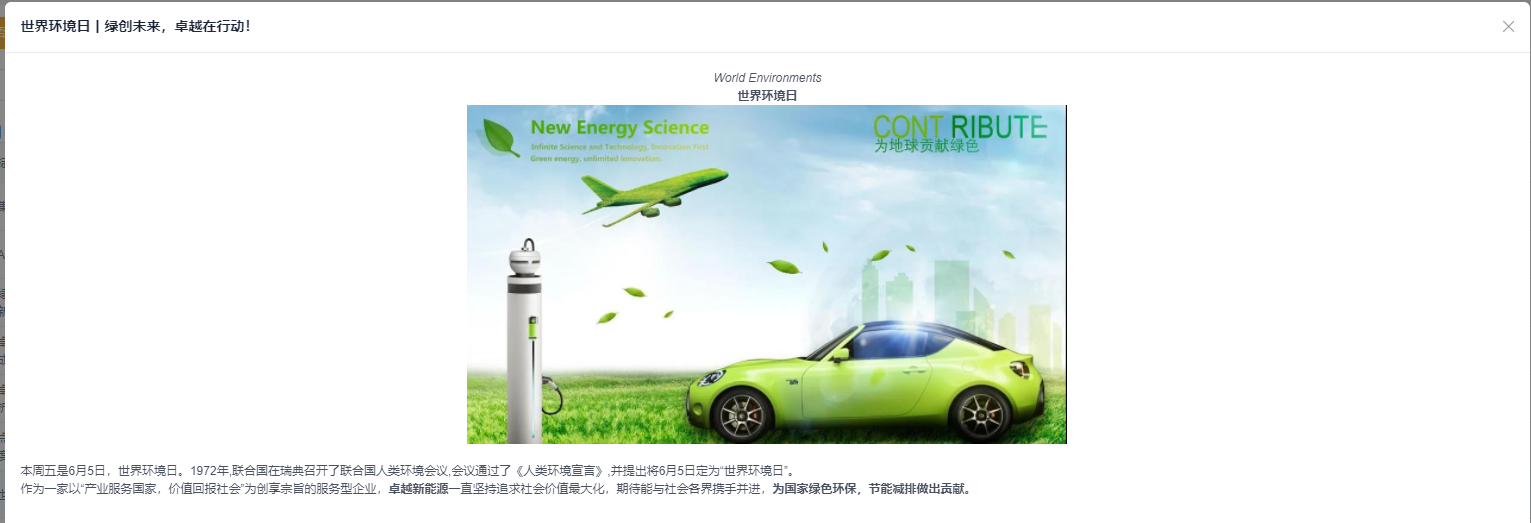 世界环境日丨绿创未来，卓越在行动！
World Environments
世界环境日
New Energy Science
Infinite Science and Technology, Innovation First
Green energy, unlimited innovation.
CONTRIBUTE
为地球贡献绿色
本周五是6月5日，世界环境日。1972年,联合国在瑞典召开了联合国人类环境会议,会议通过了《人类环境宣言》,并提出将6月5日定为“世界环境日”。
作为一家以“产业服务国家，价值回报社会”为创享宗旨的服务型企业，卓越新能源一直坚持追求社会价值最大化，期待能与社会各界携手并进，为国家绿色环保，节能减排做出贡献。